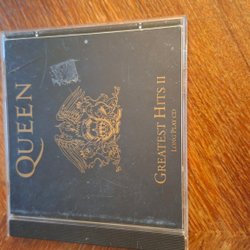 QUEEN
GREATEST HITS II
LONG PLAY CD